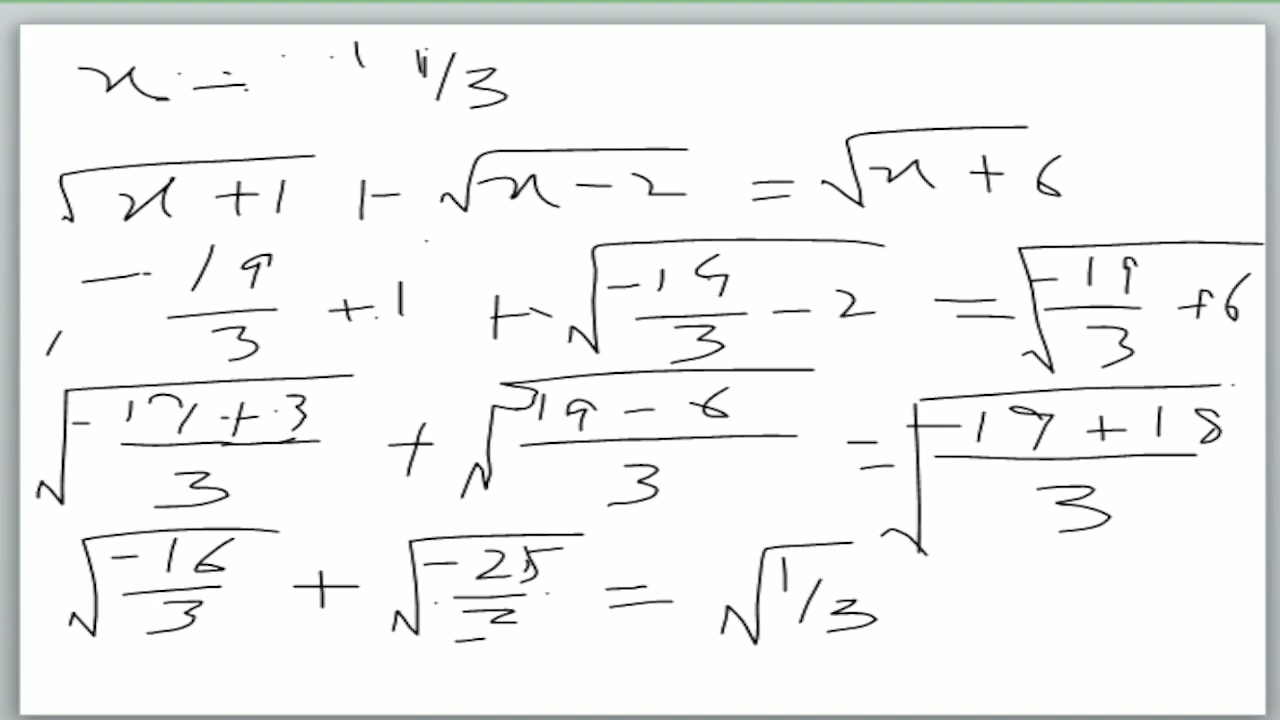 x = 11/3
√(x + 1) + √(x − 2) = √(x + 6)
− 19/3 + 1 + √(−19/3 − 2) = √(−19/3 + 6)
√((−19 + 3)/3) + √((−19 − 6)/3) = √((−19 + 18)/3)
√(−16/3) + √(−25/3) = √(1/3)